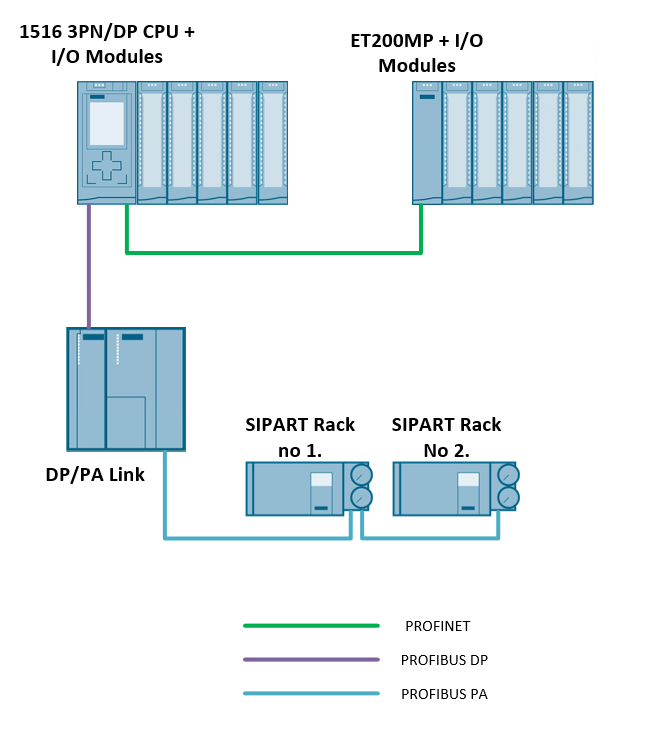 1516 3PN/DP CPU +
I/O Modules
ET200MP + I/O
Modules
DP/PA Link
SIPART Rack
no 1.
SIPART Rack
No 2.
PROFINET
PROFIBUS DP
PROFIBUS PA